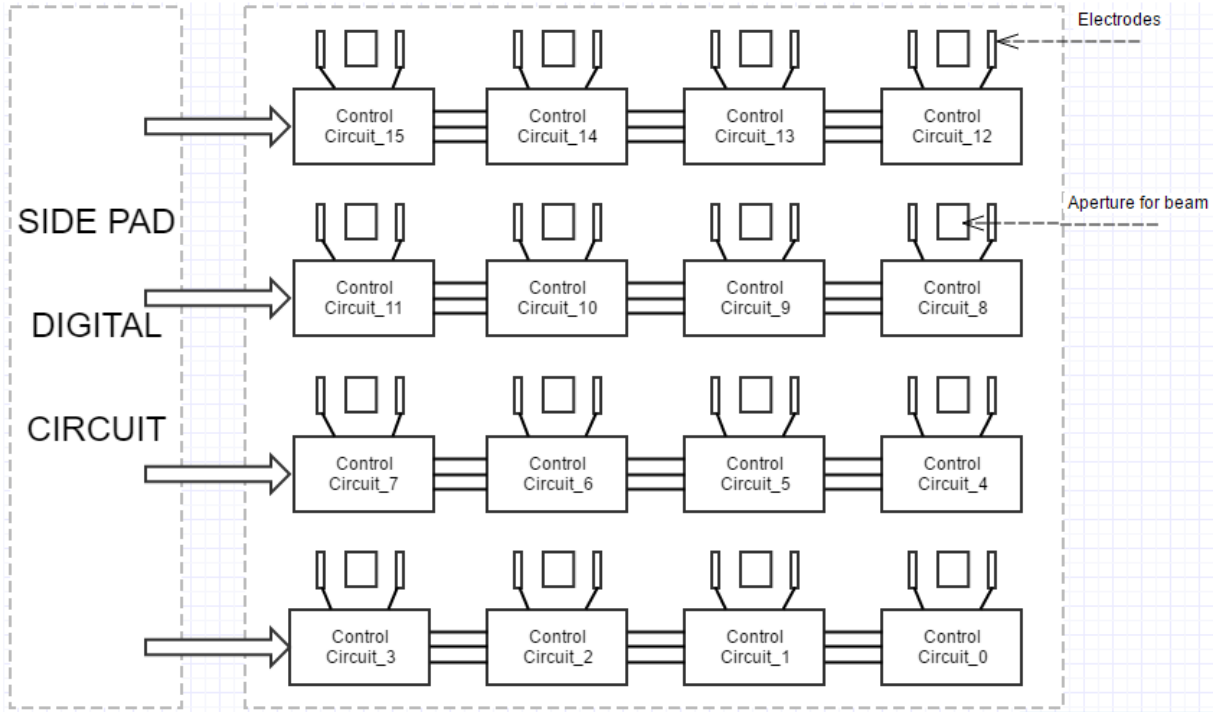 Electrodes
Control
Circuit_15
Control
Circuit_14
Control
Circuit_13
Control
Circuit_12
SIDE PAD
DIGITAL
CIRCUIT
Aperture for beam
Control
Circuit_11
Control
Circuit_10
Control
Circuit_9
Control
Circuit_8
Control
Circuit_7
Control
Circuit_6
Control
Circuit_5
Control
Circuit_4
Control
Circuit_3
Control
Circuit_2
Control
Circuit_1
Control
Circuit_0